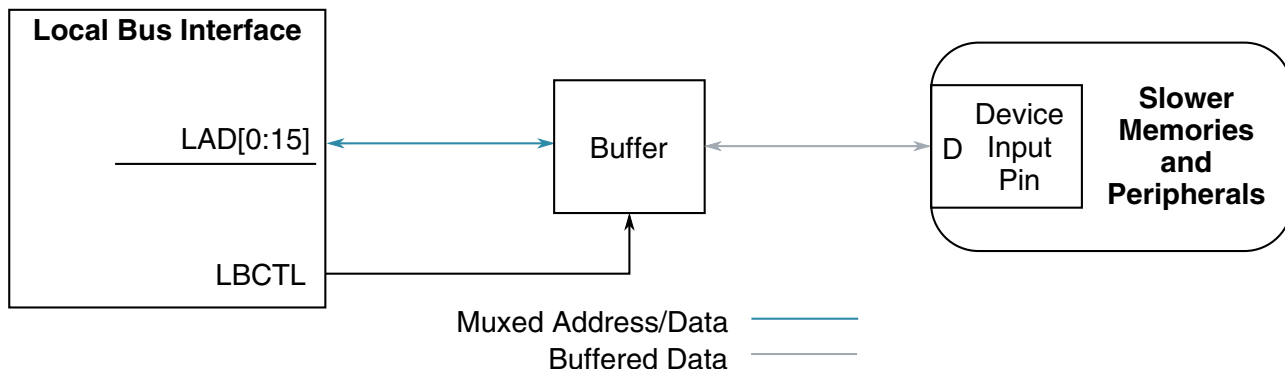 Local Bus Interface
LAD[0:15]
LBCTL
Buffer
D
Device
Input
Pin
Slower
Memories
and
Peripherals
Muxed Address/Data
Buffered Data